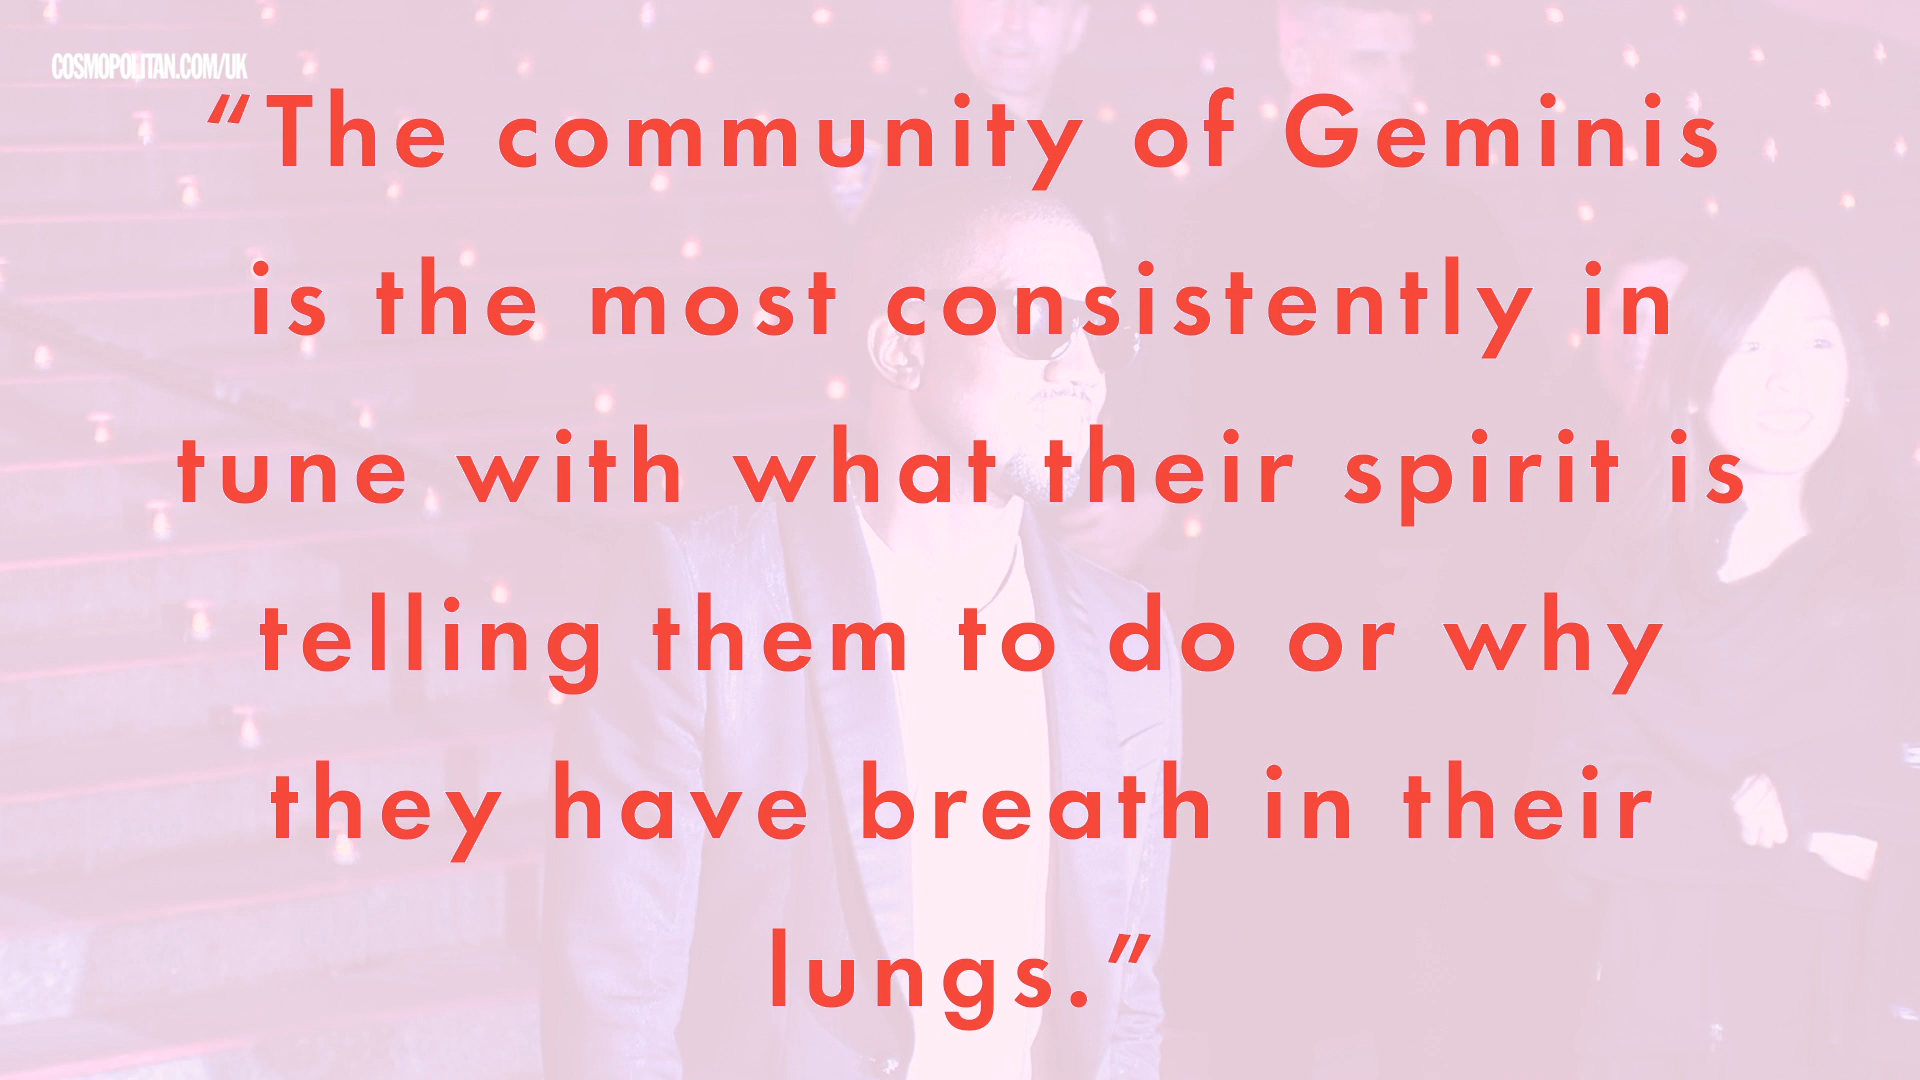 COSMOPOLITAN.COM/UK
“The community of Geminis
is the most consistently in
tune with what their spirit is
telling them to do or why
they have breath in their
lungs.”